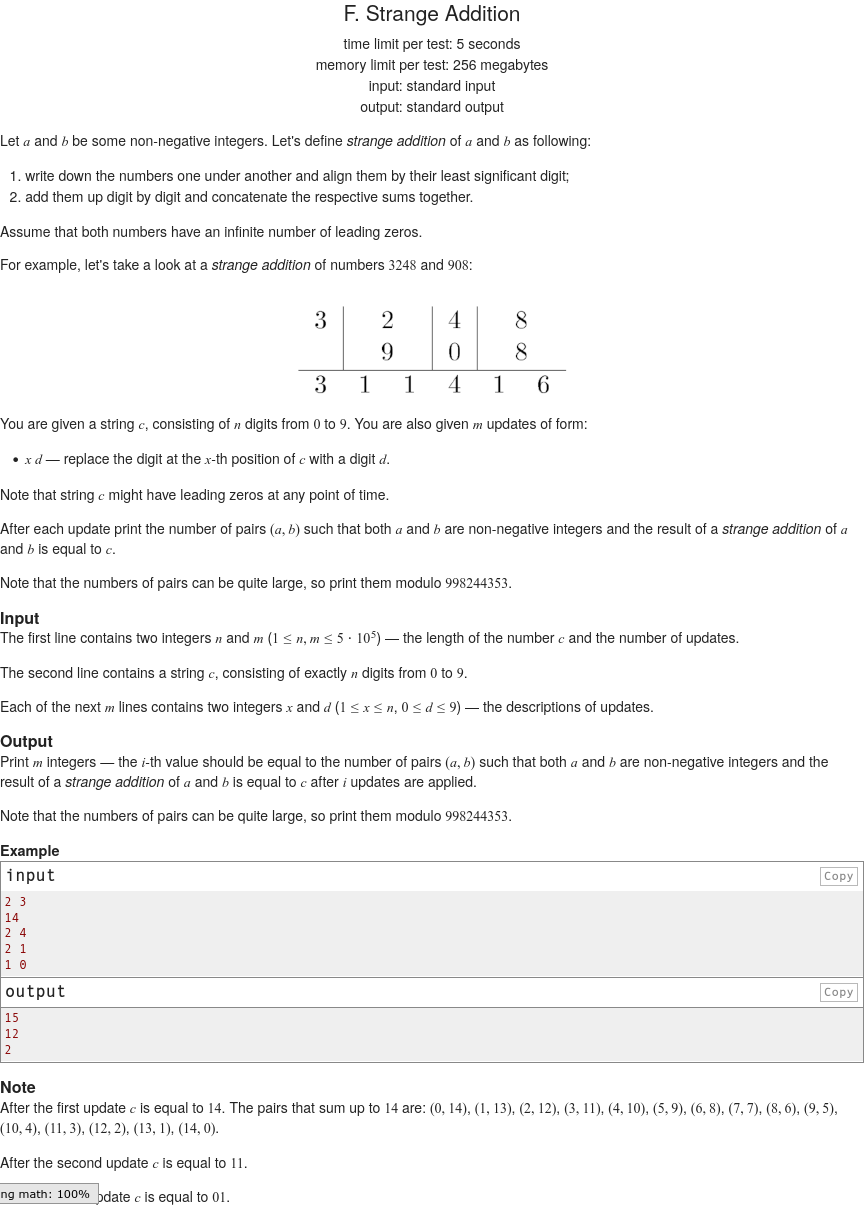 F. Strange Addition
time limit per test: 5 seconds
memory limit per test: 256 megabytes
input: standard input
output: standard output
Let a and b be some non-negative integers. Let's define strange addition of a and b as following:
1. write down the numbers one under another and align them by their least significant digit;
2. add them up digit by digit and concatenate the respective sums together.
Assume that both numbers have an infinite number of leading zeros.
For example, let's take a look at a strange addition of numbers 3248 and 908:
3 2 4 8
9 0 8
3 1 1 4 1 6
You are given a string c, consisting of n digits from 0 to 9. You are also given m updates of form:
• x d — replace the digit at the x-th position of c with a digit d.
Note that string c might have leading zeros at any point of time.
After each update print the number of pairs (a, b) such that both a and b are non-negative integers and the result of a strange addition of a
and b is equal to c.
Note that the numbers of pairs can be quite large, so print them modulo 998244353.
Input
The first line contains two integers n and m (1 ≤ n, m ≤ 5 · 10⁵) — the length of the number c and the number of updates.
The second line contains a string c, consisting of exactly n digits from 0 to 9.
Each of the next m lines contains two integers x and d (1 ≤ x ≤ n, 0 ≤ d ≤ 9) — the descriptions of updates.
Output
Print m integers — the i-th value should be equal to the number of pairs (a, b) such that both a and b are non-negative integers and the
result of a strange addition of a and b is equal to c after i updates are applied.
Note that the numbers of pairs can be quite large, so print them modulo 998244353.
Example
input Copy
2 3
14
2 4
2 1
1 0
output Copy
15
12
2
Note
After the first update c is equal to 14. The pairs that sum up to 14 are: (0, 14), (1, 13), (2, 12), (3, 11), (4, 10), (5, 9), (6, 8), (7, 7), (8, 6), (9, 5),
(10, 4), (11, 3), (12, 2), (13, 1), (14, 0).
After the second update c is equal to 11.
ng math: 100% pdate c is equal to 01.